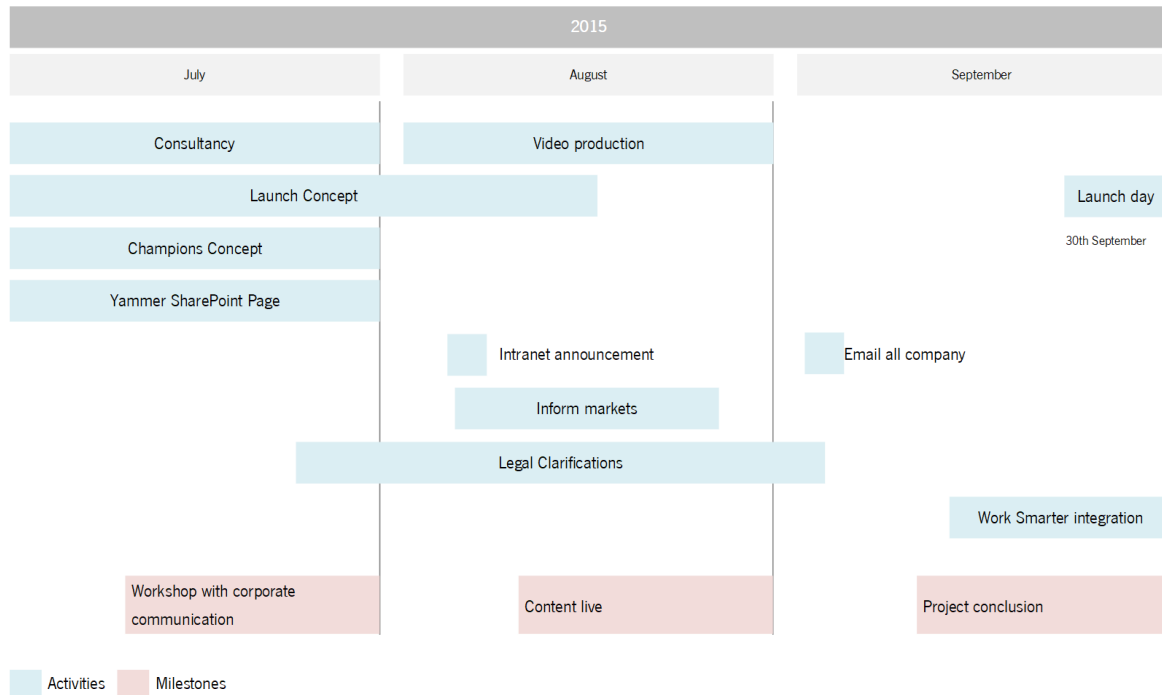 2015
July
August
September
Consultancy
Video production
Launch Concept
Launch day
Champions Concept
30th September
Yammer SharePoint Page
Intranet announcement
Email all company
Inform markets
Legal Clarifications
Work Smarter integration
Workshop with corporate
communication
Content live
Project conclusion
Activities
Milestones